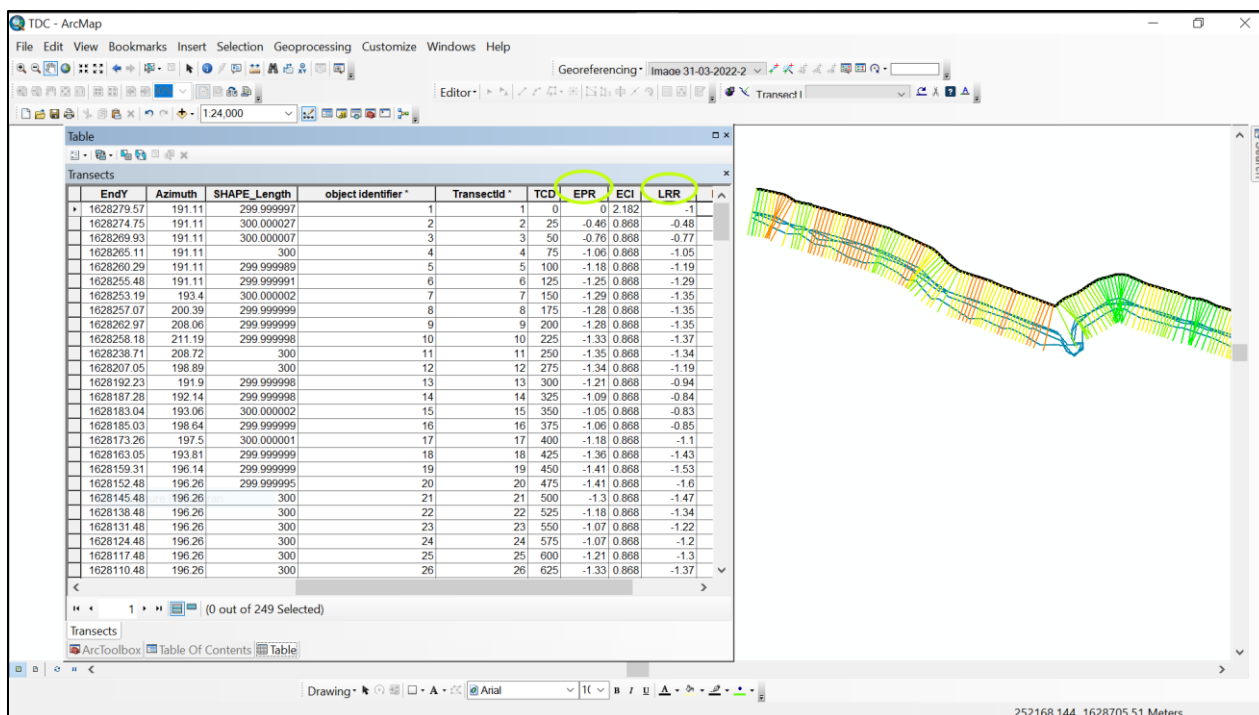 TDC - ArcMap
File Edit View Bookmarks Insert Selection Geoprocessing Customize Windows Help
Georeferencing Image 31-03-2022-2
Editor Transect L
1:24,000
Table
Transects
EndY Azimuth SHAPE_Length object identifier * TransectId * TCD EPR ECI LRR
1628279.57 191.11 299.999997 1 1 0 0 2.182 -1
1628274.75 191.11 300.000027 2 2 25 -0.46 0.868 -0.48
1628269.93 191.11 300.000007 3 3 50 -0.76 0.868 -0.77
1628265.11 191.11 300 4 4 75 -1.06 0.868 -1.05
1628260.29 191.11 299.999989 5 5 100 -1.18 0.868 -1.19
1628255.48 191.11 299.999991 6 6 125 -1.25 0.868 -1.29
1628253.19 193.4 300.000002 7 7 150 -1.29 0.868 -1.35
1628257.07 200.39 299.999999 8 8 175 -1.28 0.868 -1.35
1628262.97 208.06 299.999999 9 9 200 -1.28 0.868 -1.35
1628258.18 211.19 299.999998 10 10 225 -1.33 0.868 -1.37
1628238.71 208.72 300 11 11 250 -1.35 0.868 -1.34
1628207.05 198.89 300 12 12 275 -1.34 0.868 -1.19
1628192.23 191.9 299.999998 13 13 300 -1.21 0.868 -0.94
1628187.28 192.14 299.999998 14 14 325 -1.09 0.868 -0.84
1628183.04 193.06 300.000002 15 15 350 -1.05 0.868 -0.83
1628185.03 198.64 299.999999 16 16 375 -1.06 0.868 -0.85
1628173.26 197.5 300.000001 17 17 400 -1.18 0.868 -1.1
1628163.05 193.81 299.999999 18 18 425 -1.36 0.868 -1.43
1628159.31 196.14 299.999999 19 19 450 -1.41 0.868 -1.53
1628152.48 196.26 299.999995 20 20 475 -1.41 0.868 -1.6
1628145.48 196.26 300 21 21 500 -1.3 0.868 -1.47
1628138.48 196.26 300 22 22 525 -1.18 0.868 -1.34
1628131.48 196.26 300 23 23 550 -1.07 0.868 -1.22
1628124.48 196.26 300 24 24 575 -1.07 0.868 -1.2
1628117.48 196.26 300 25 25 600 -1.21 0.868 -1.3
1628110.48 196.26 300 26 26 625 -1.33 0.868 -1.37
1 (0 out of 249 Selected)
Transects
ArcToolbox Table Of Contents Table
Drawing A Arial 10 B I U A
252168.144 1628705.51 Meters